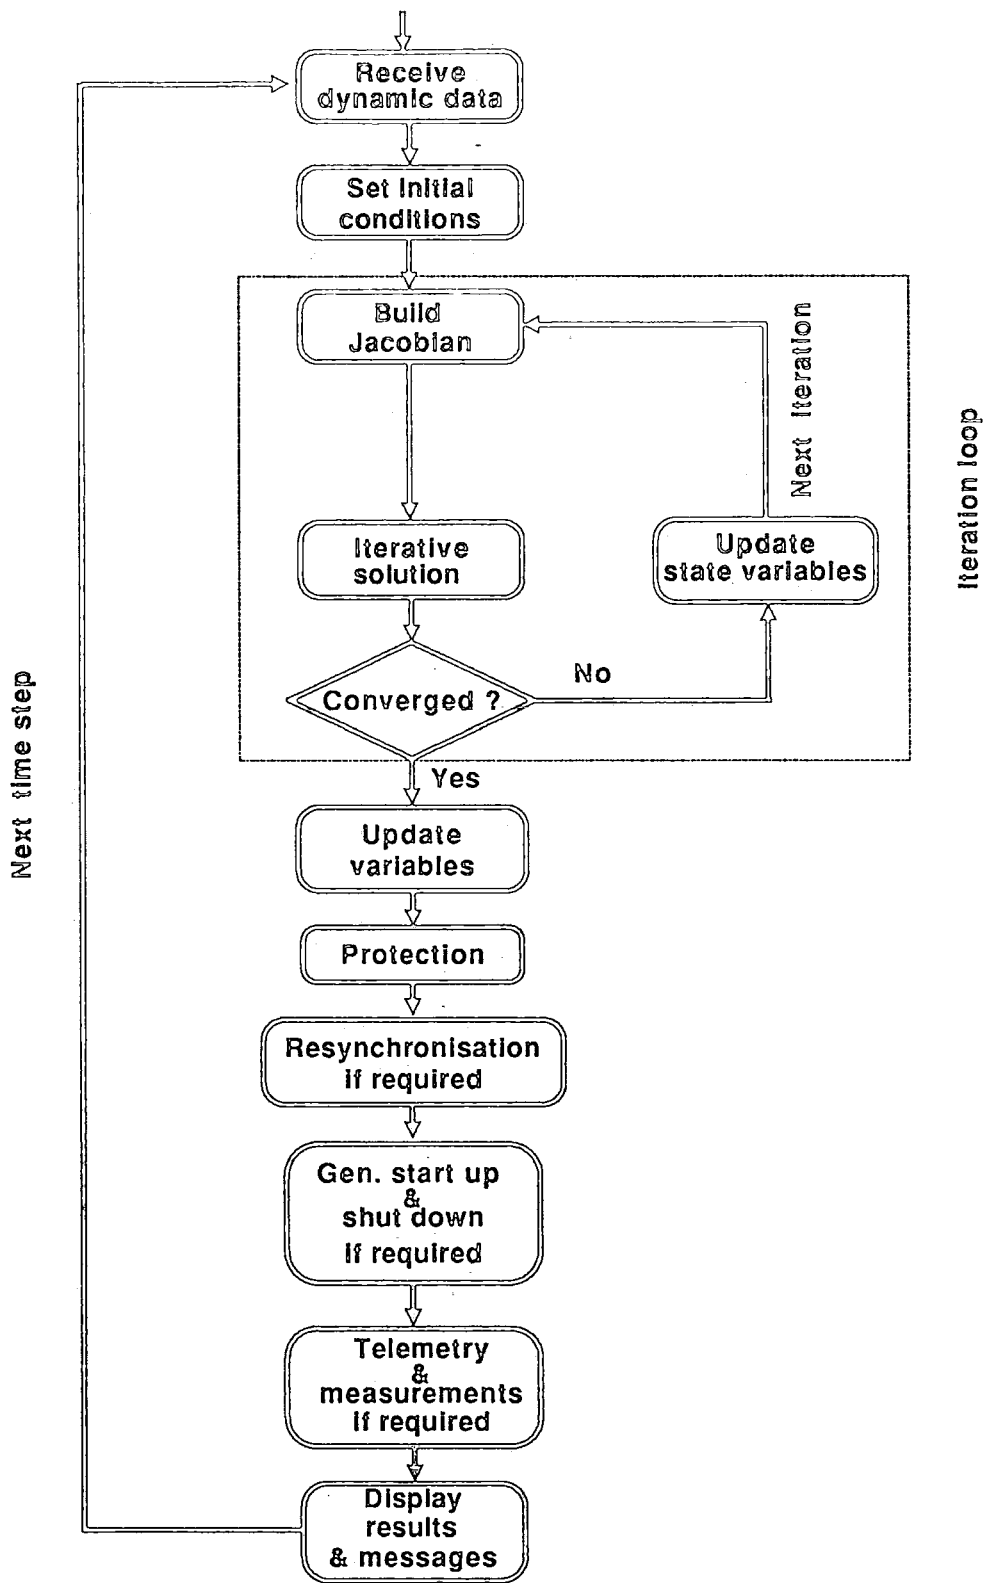 Receive
dynamic data
Set initial
conditions
Build
Jacobian
Next Iteration
Iteration loop
Iterative
solution
Update
state variables
Converged ?
No
Yes
Next time step
Update
variables
Protection
Resynchronisation
if required
Gen. start up
&
shut down
if required
Telemetry
&
measurements
if required
Display
results
& messages